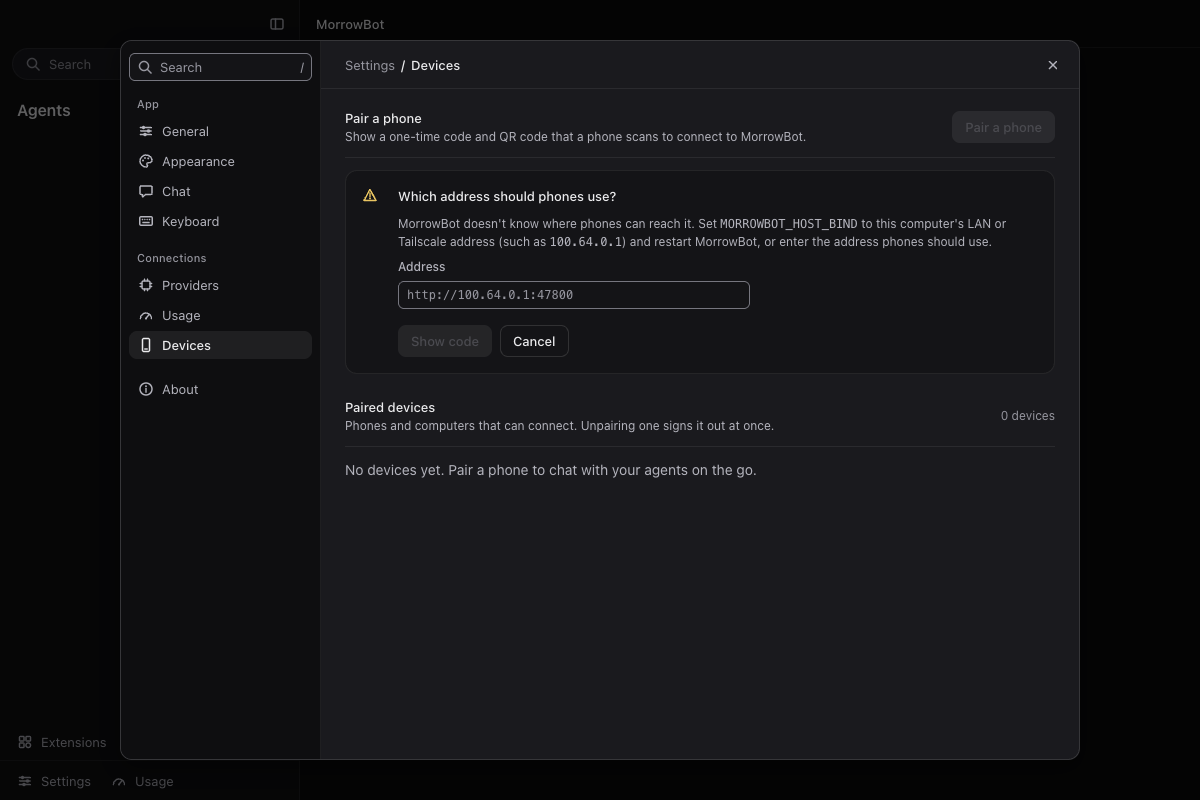 MorrowBot
Search
Agents
Extensions
Settings
Usage
Search /
App
General
Appearance
Chat
Keyboard
Connections
Providers
Usage
Devices
About
Settings / Devices
Pair a phone
Show a one-time code and QR code that a phone scans to connect to MorrowBot.
Pair a phone
Which address should phones use?
MorrowBot doesn't know where phones can reach it. Set MORROWBOT_HOST_BIND to this computer's LAN or
Tailscale address (such as 100.64.0.1) and restart MorrowBot, or enter the address phones should use.
Address
http://100.64.0.1:47800
Show code
Cancel
Paired devices
Phones and computers that can connect. Unpairing one signs it out at once.
0 devices
No devices yet. Pair a phone to chat with your agents on the go.